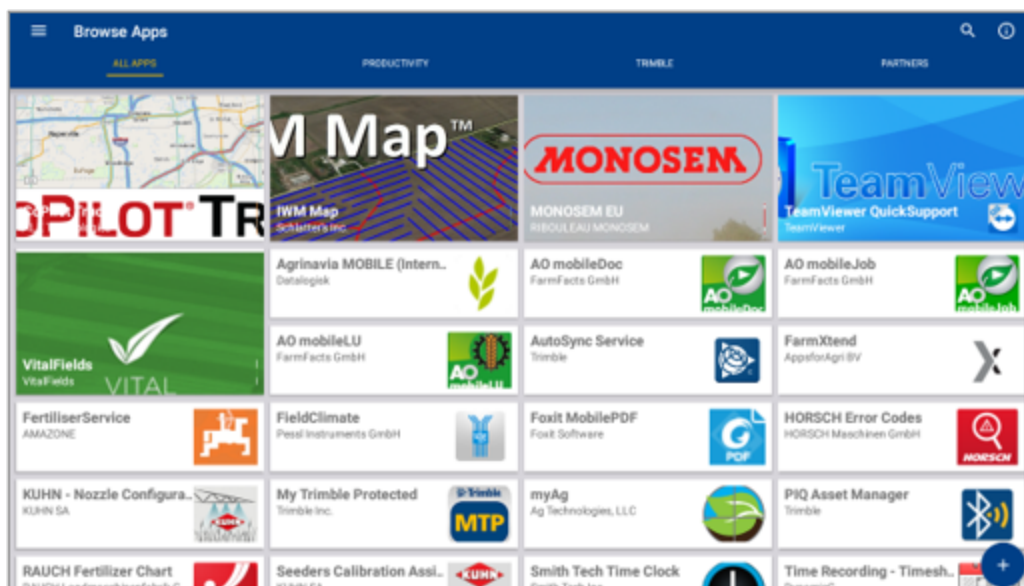 Browse Apps
ALL APPS
PRODUCTIVITY
TRIMBLE
PARTNERS
OPILOT® TR
M Map™
IWM Map
Schlatter's Inc.
MONOSEM
MONOSEM EU
RIBOULEAU MONOSEM
TeamView
TeamViewer QuickSupport
TeamViewer
VITAL
VitalFields
VitalFields
Agrinavia MOBILE (Intern..
Datalogisk
AO mobileDoc
FarmFacts GmbH
AO
mobileDoc
AO mobileJob
FarmFacts GmbH
AO
mobileJob
AO mobileLU
FarmFacts GmbH
AO
mobileLU
AutoSync Service
Trimble
FarmXtend
AppsforAgri BV
FertiliserService
AMAZONE
FieldClimate
Pessl Instruments GmbH
Foxit MobilePDF
Foxit Software
PDF
HORSCH Error Codes
HORSCH Maschinen GmbH
HORSCH
KUHN - Nozzle Configura..
KUHN SA
KUHN
My Trimble Protected
Trimble Inc.
Trimble
MTP
myAg
Ag Technologies, LLC
PIQ Asset Manager
Trimble
RAUCH Fertilizer Chart
Seeders Calibration Assi..
KUHN
Smith Tech Time Clock
Time Recording - Timesh..